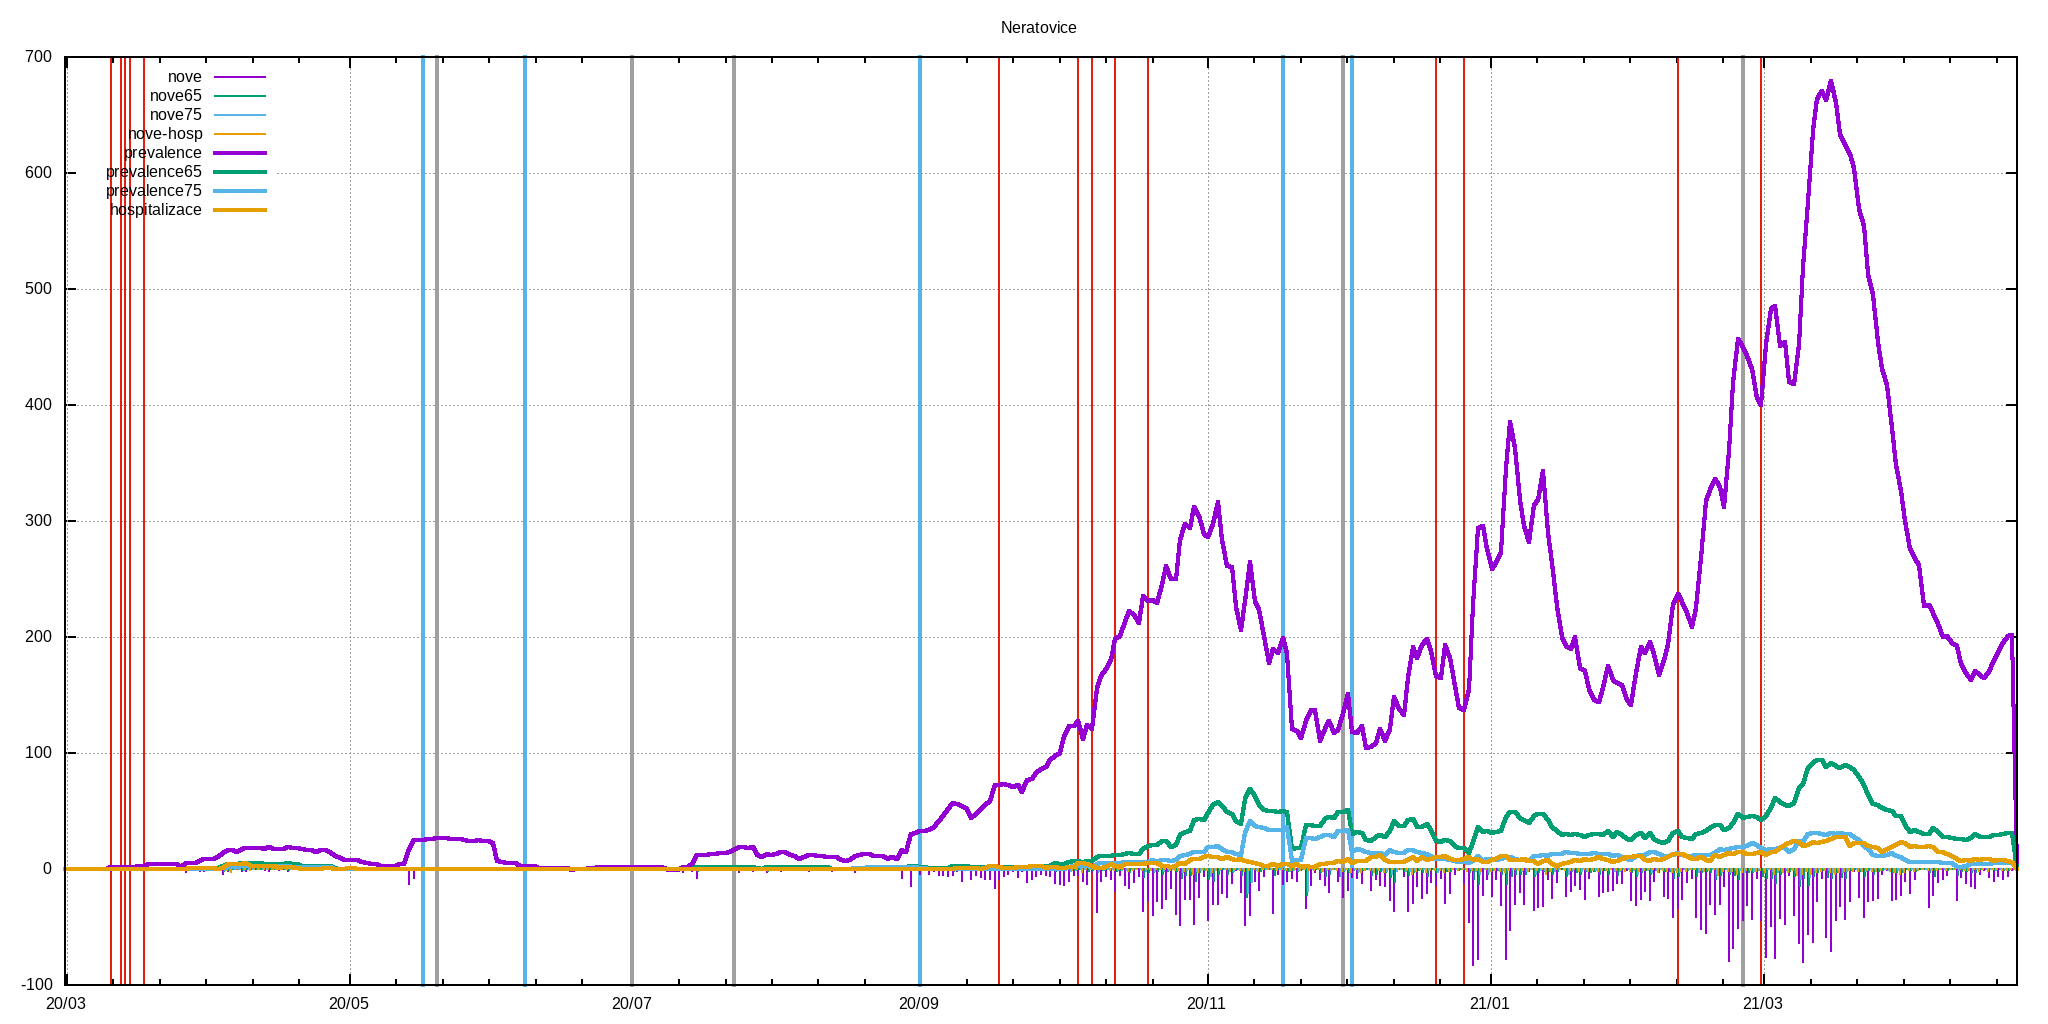 Neratovice
700
600
500
400
300
200
100
0
-100
nove
nove65
nove75
nove-hosp
prevalence
prevalence65
prevalence75
hospitalizace
20/03 20/05 20/07 20/09 20/11 21/01 21/03